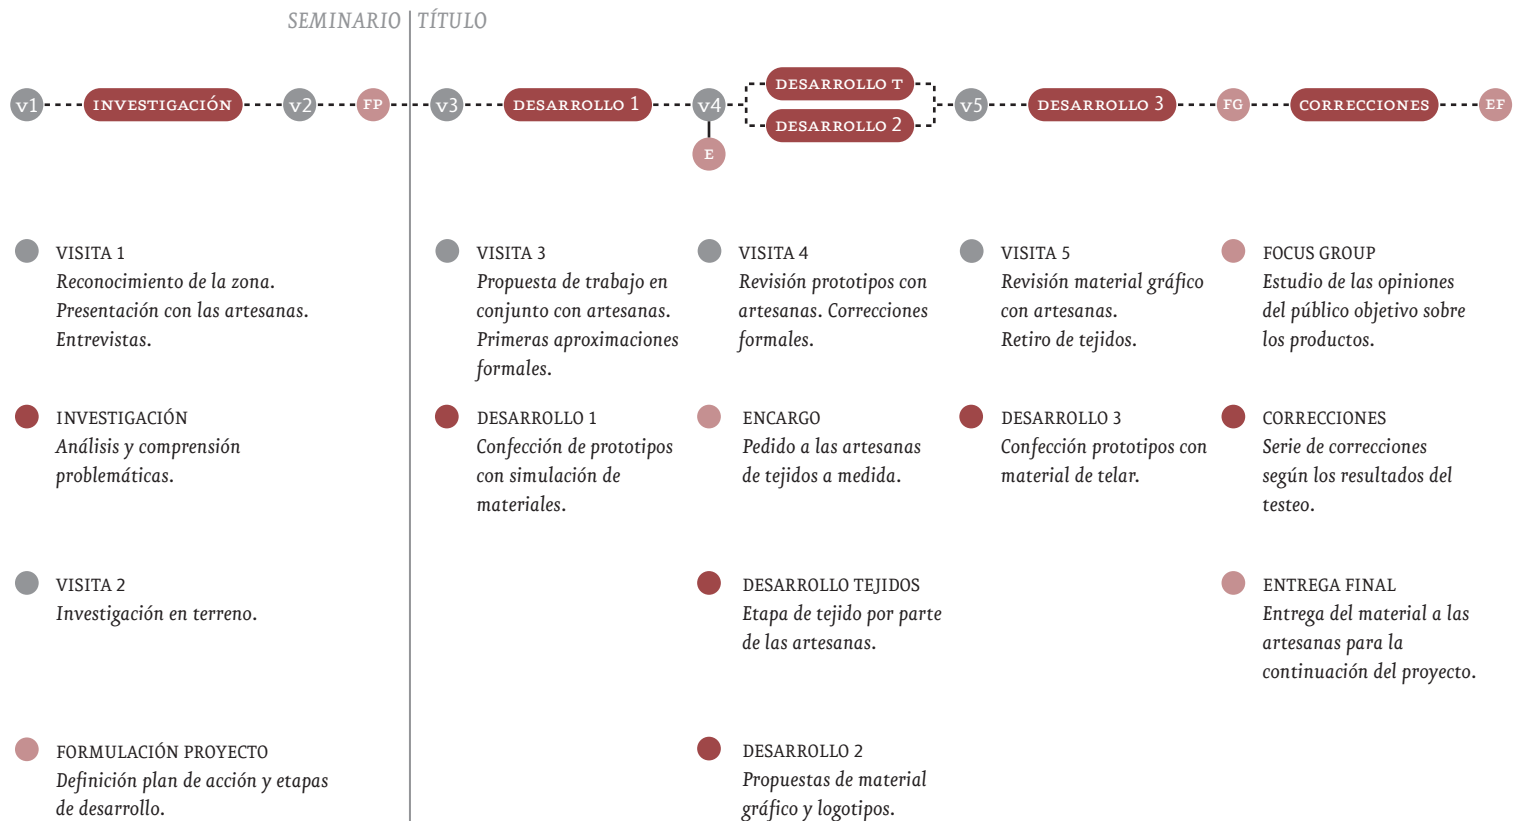 SEMINARIO TÍTULO
v1 INVESTIGACIÓN v2 FP v3 DESARROLLO 1 v4 DESARROLLO T v5 DESARROLLO 3 FG CORRECCIONES EF
DESARROLLO 2
E
VISITA 1
Reconocimiento de la zona.
Presentación con las artesanas.
Entrevistas.
INVESTIGACIÓN
Análisis y comprensión
problemáticas.
VISITA 2
Investigación en terreno.
FORMULACIÓN PROYECTO
Definición plan de acción y etapas
de desarrollo.
VISITA 3
Propuesta de trabajo en
conjunto con artesanas.
Primeras aproximaciones
formales.
DESARROLLO 1
Confección de prototipos
con simulación de
materiales.
VISITA 4
Revisión prototipos con
artesanas. Correcciones
formales.
ENCARGO
Pedido a las artesanas
de tejidos a medida.
DESARROLLO TEJIDOS
Etapa de tejido por parte
de las artesanas.
DESARROLLO 2
Propuestas de material
gráfico y logotipos.
VISITA 5
Revisión material gráfico
con artesanas.
Retiro de tejidos.
DESARROLLO 3
Confección prototipos con
material de telar.
FOCUS GROUP
Estudio de las opiniones
del público objetivo sobre
los productos.
CORRECCIONES
Serie de correcciones
según los resultados del
testeo.
ENTREGA FINAL
Entrega del material a las
artesanas para la
continuación del proyecto.